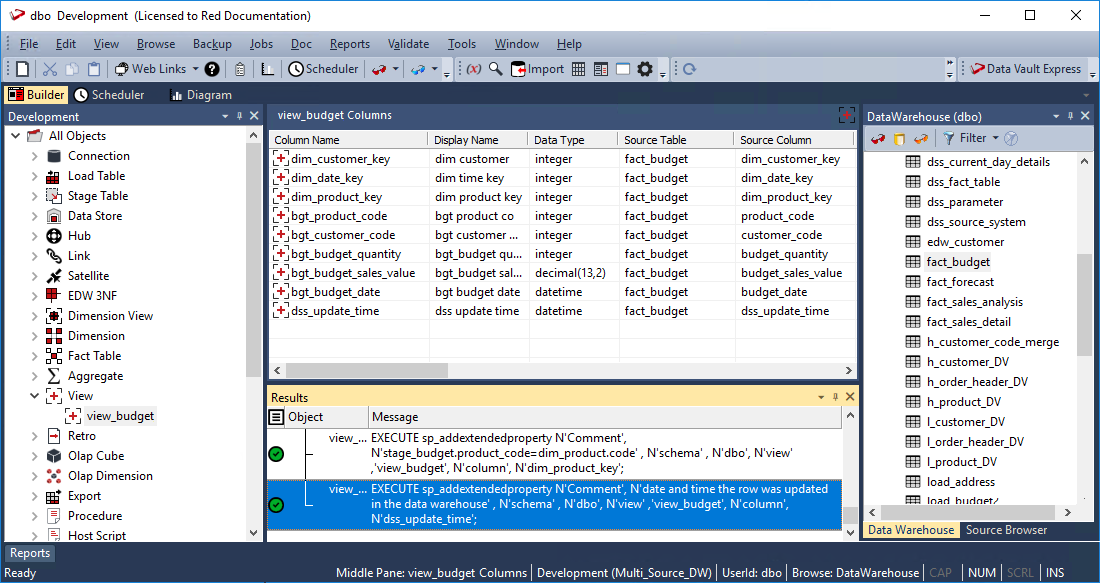 dbo Development (Licensed to Red Documentation)
File Edit View Browse Backup Jobs Doc Reports Validate Tools Window Help
Web Links Scheduler (x) Import Data Vault Express
Builder Scheduler Diagram
Development
All Objects
Connection
Load Table
Stage Table
Data Store
Hub
Link
Satellite
EDW 3NF
Dimension View
Dimension
Fact Table
Aggregate
View
view_budget
Retro
Olap Cube
Olap Dimension
Export
Procedure
Host Script
view_budget Columns
Column Name Display Name Data Type Source Table Source Column
dim_customer_key dim customer integer fact_budget dim_customer_key
dim_date_key dim time key integer fact_budget dim_date_key
dim_product_key dim product key integer fact_budget dim_product_key
bgt_product_code bgt product co integer fact_budget product_code
bgt_customer_code bgt customer ... integer fact_budget customer_code
bgt_budget_quantity bgt_budget qu... integer fact_budget budget_quantity
bgt_budget_sales_value bgt_budget sal... decimal(13,2) fact_budget budget_sales_value
bgt_budget_date bgt budget date datetime fact_budget budget_date
dss_update_time dss update time datetime fact_budget dss_update_time
Results
Object Message
view_... EXECUTE sp_addextendedproperty N'Comment',
N'stage_budget.product_code=dim_product.code' , N'schema' , N'dbo', N'view'
,'view_budget', N'column', N'dim_product_key';
view_... EXECUTE sp_addextendedproperty N'Comment', N'date and time the row was updated
in the data warehouse' , N'schema' , N'dbo', N'view' ,'view_budget', N'column',
N'dss_update_time';
DataWarehouse (dbo)
Filter
dss_current_day_details
dss_fact_table
dss_parameter
dss_source_system
edw_customer
fact_budget
fact_forecast
fact_sales_analysis
fact_sales_detail
h_customer_code_merge
h_customer_DV
h_order_header_DV
h_product_DV
l_customer_DV
l_order_header_DV
l_product_DV
load_address
load_budget2
Data Warehouse Source Browser
Reports
Ready Middle Pane: view_budget Columns Development (Multi_Source_DW) UserId: dbo Browse: DataWarehouse CAP NUM SCRL INS